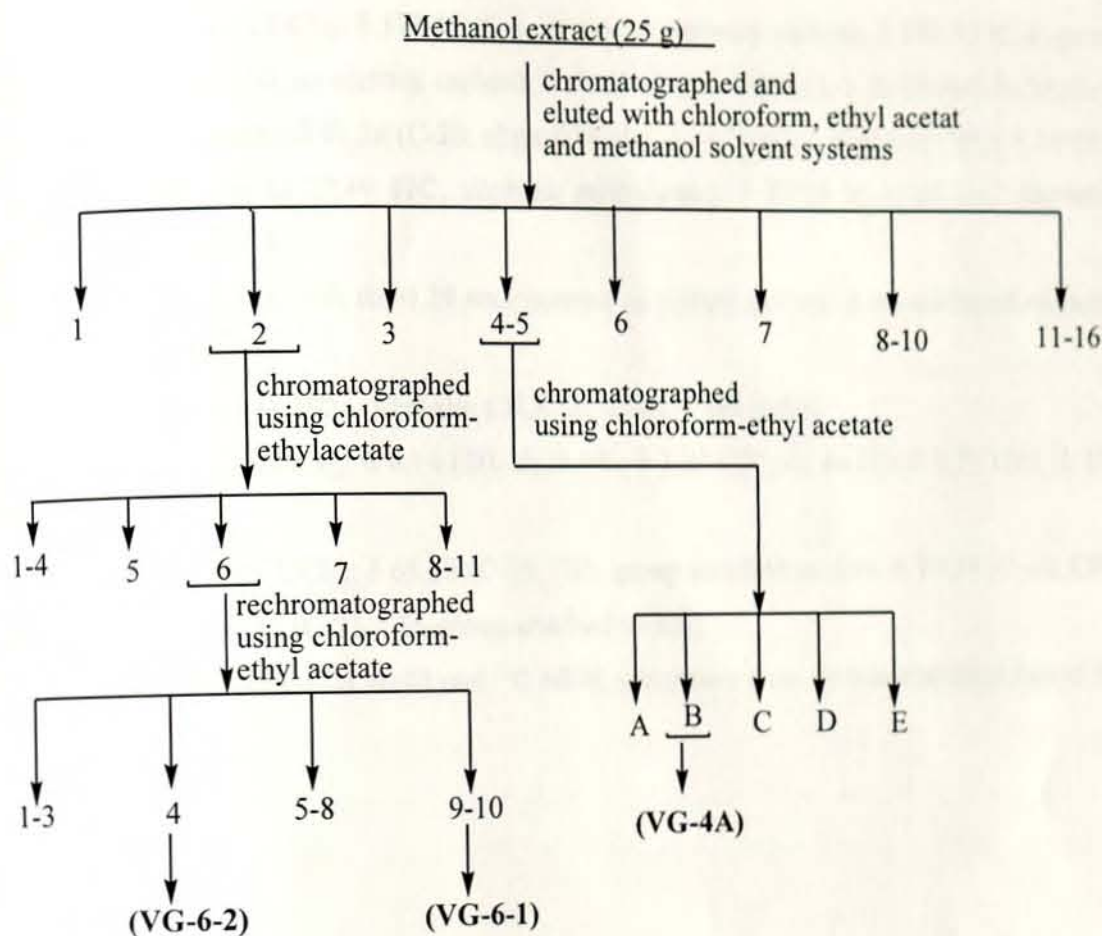 Methanol extract (25 g)
chromatographed and
eluted with chloroform, ethyl acetat
and methanol solvent systems
1 2 3 4-5 6 7 8-10 11-16
chromatographed
using chloroform-
ethylacetate
chromatographed
using chloroform-ethyl acetate
1-4 5 6 7 8-11
rechromatographed
using chloroform-
ethyl acetate
A B C D E
1-3 4 5-8 9-10
(VG-4A)
(VG-6-2) (VG-6-1)